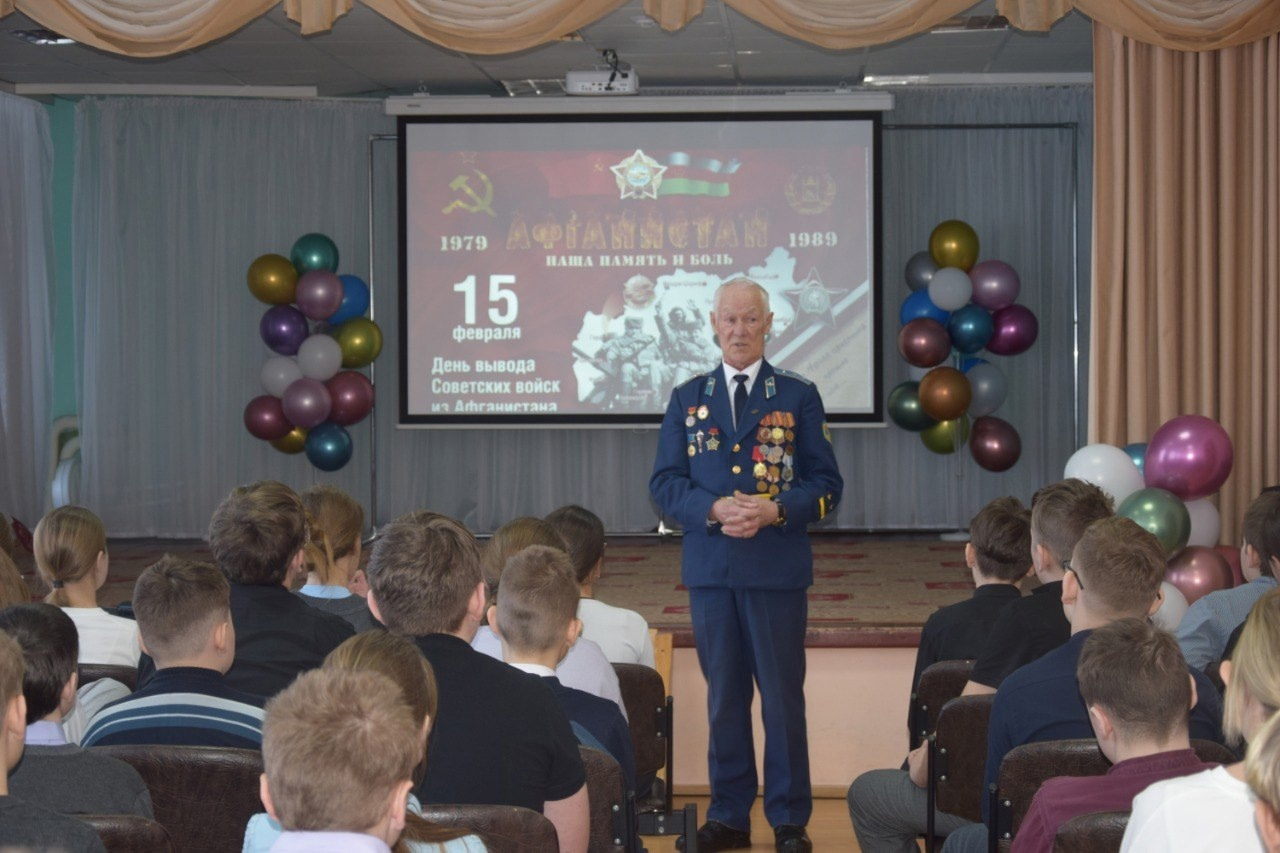 АФГАНИСТАН
1979
1989
НАША ПАМЯТЬ И БОЛЬ
15
февраля
День вывода
Советских войск
из Афганистана